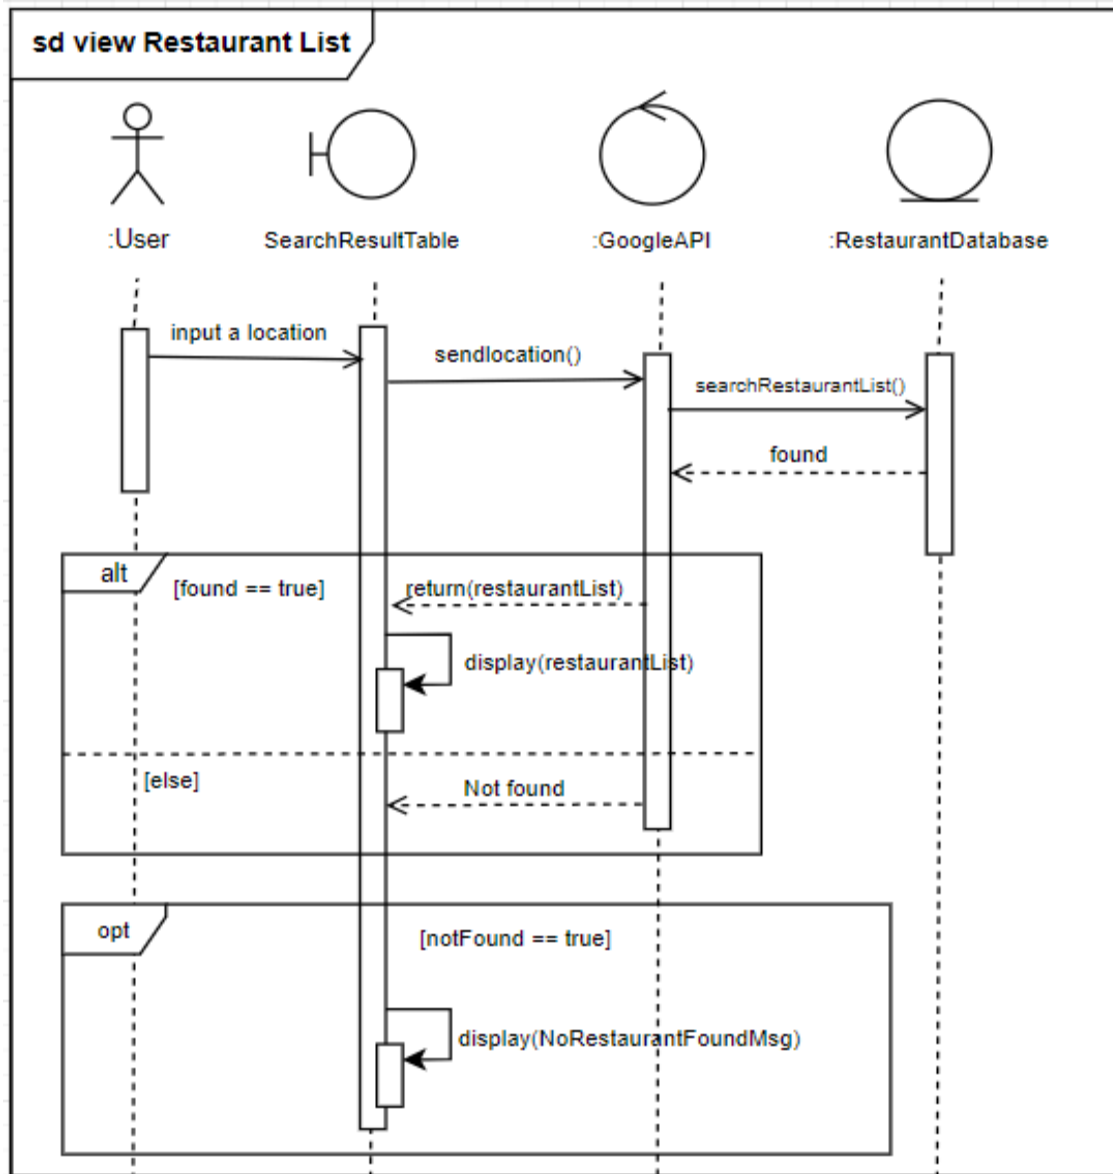 sd view Restaurant List
:User
SearchResultTable
:GoogleAPI
:RestaurantDatabase
input a location
sendlocation()
searchRestaurantList()
found
alt
[found == true]
return(restaurantList)
display(restaurantList)
[else]
Not found
opt
[notFound == true]
display(NoRestaurantFoundMsg)